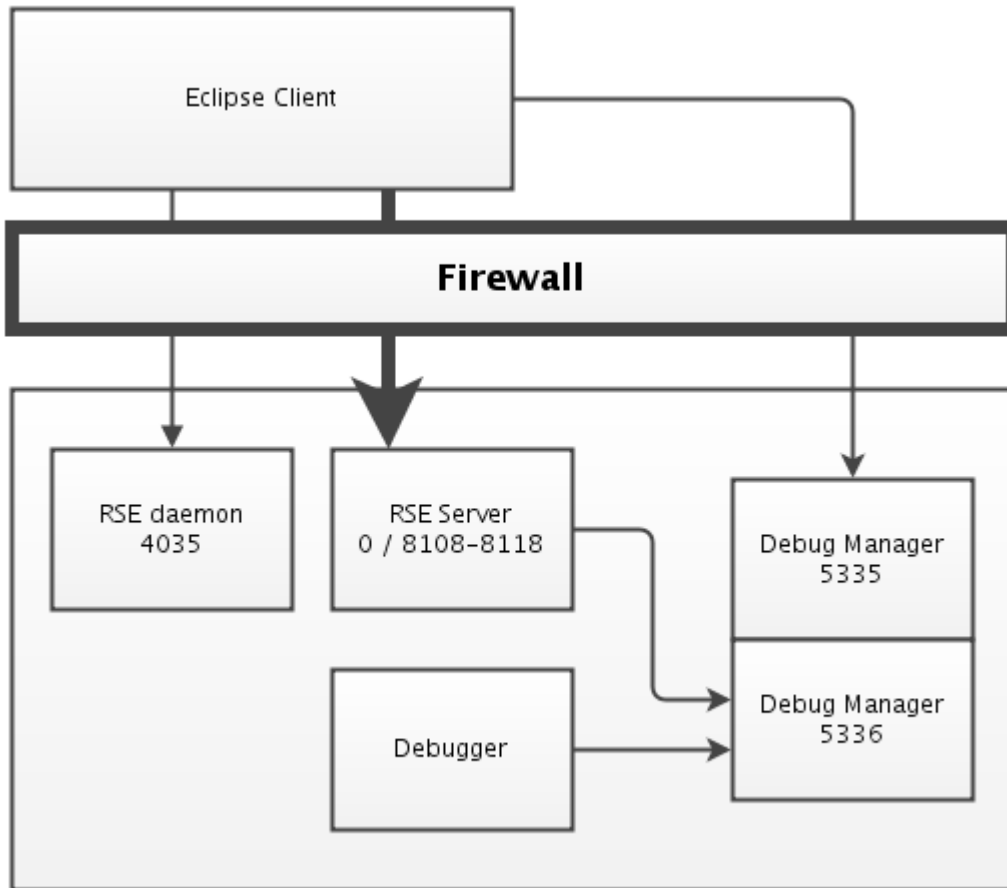 Eclipse Client
Firewall
RSE daemon
4035
RSE Server
0 / 8108-8118
Debug Manager
5335
Debugger
Debug Manager
5336